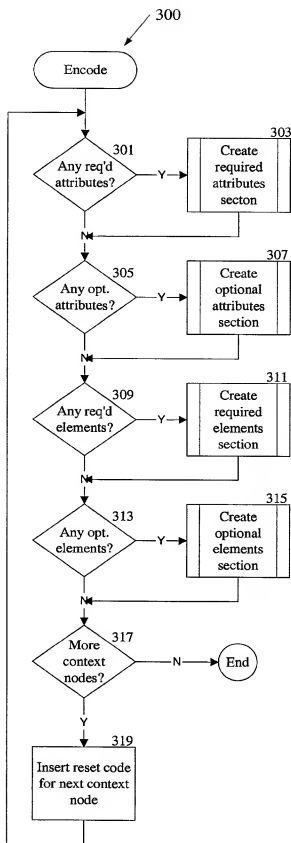 300
Encode
301
Any req'd
attributes?
Y
303
Create
required
attributes
secton
N
305
Any opt.
attributes?
Y
307
Create
optional
attributes
section
N
309
Any req'd
elements?
Y
311
Create
required
elements
section
N
313
Any opt.
elements?
Y
315
Create
optional
elements
section
N
317
More
context
nodes?
N
End
Y
319
Insert reset code
for next context
node